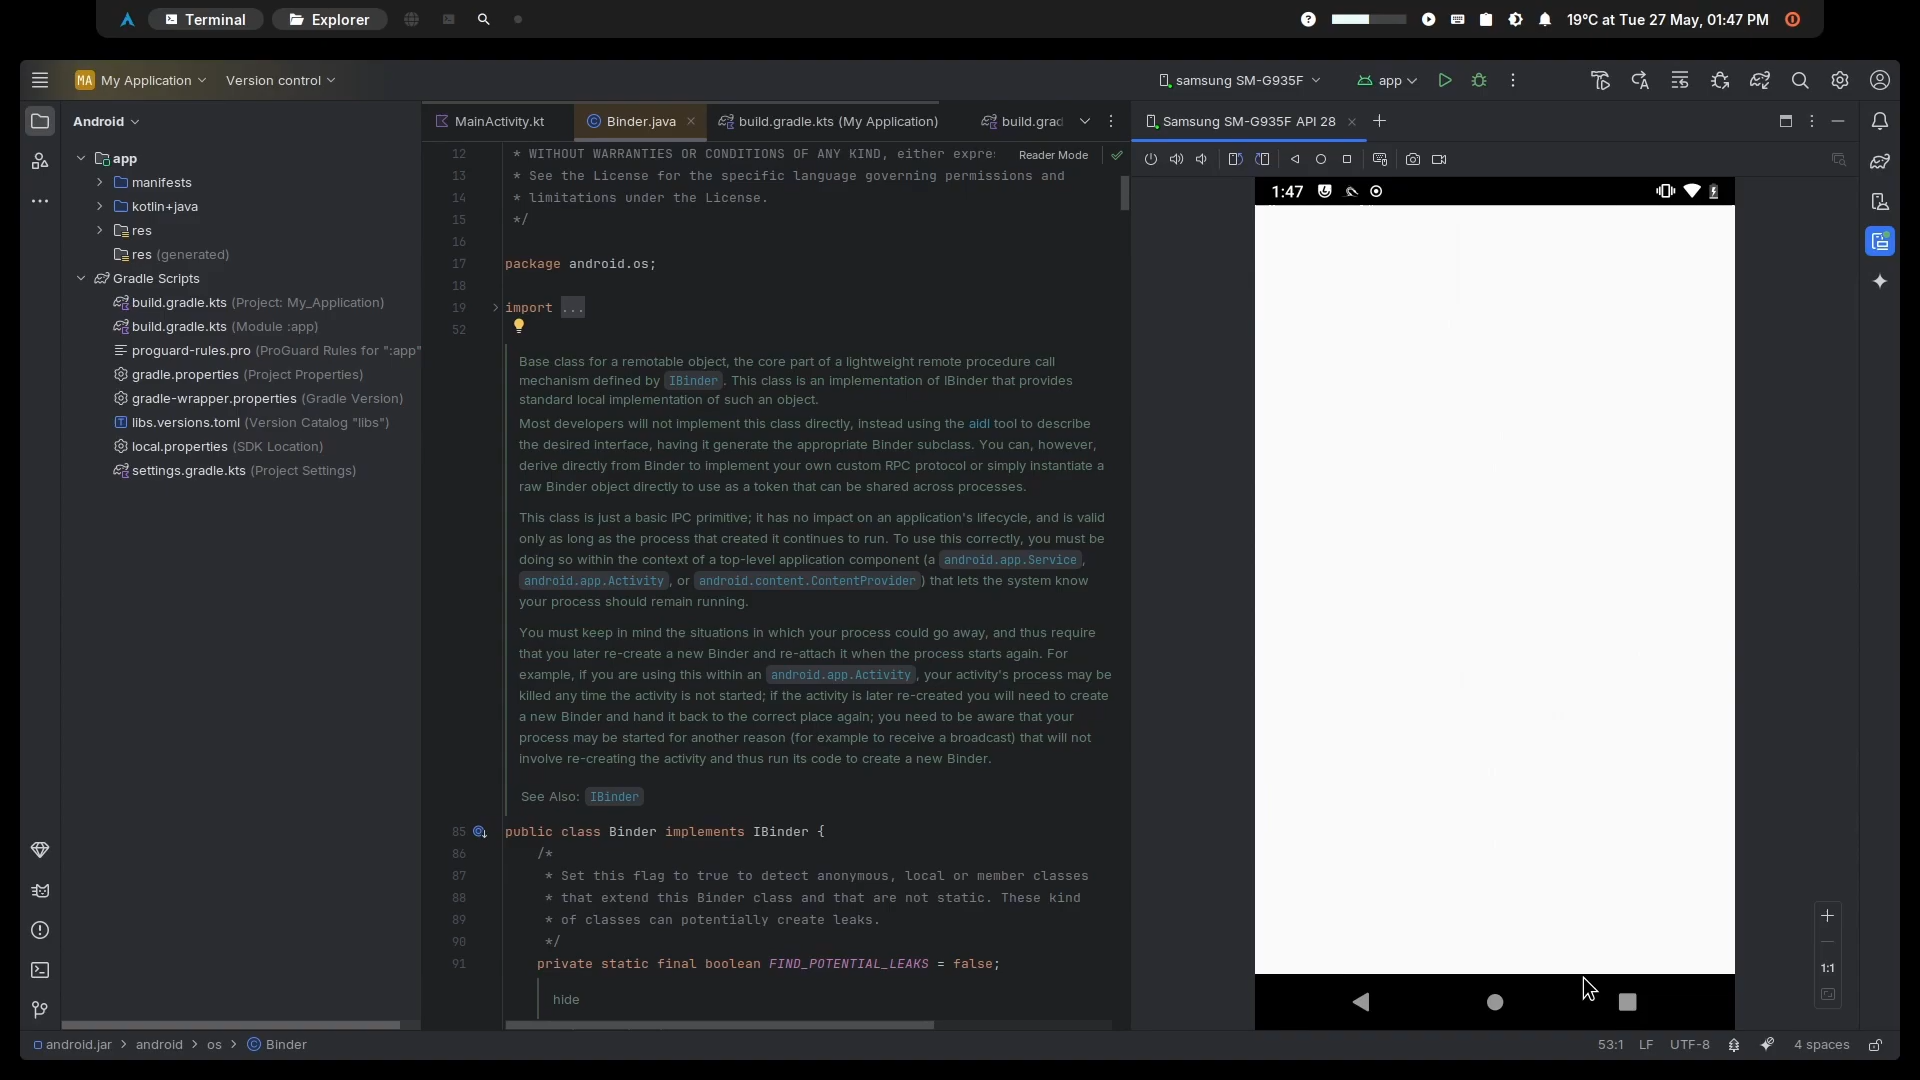 Terminal Explorer 19°C at Tue 27 May, 01:47 PM
MA My Application Version control samsung SM-G935F app
Android
app
manifests
kotlin+java
res
res (generated)
Gradle Scripts
build.gradle.kts (Project: My_Application)
build.gradle.kts (Module :app)
proguard-rules.pro (ProGuard Rules for ":app"
gradle.properties (Project Properties)
gradle-wrapper.properties (Gradle Version)
libs.versions.toml (Version Catalog "libs")
local.properties (SDK Location)
settings.gradle.kts (Project Settings)
MainActivity.kt Binder.java build.gradle.kts (My Application) build.grad
Reader Mode
12 * WITHOUT WARRANTIES OR CONDITIONS OF ANY KIND, either expre
13 * See the License for the specific language governing permissions and
14 * limitations under the License.
15 */
16
17 package android.os;
18
19 import ...
52
Base class for a remotable object, the core part of a lightweight remote procedure call
mechanism defined by IBinder. This class is an implementation of IBinder that provides
standard local implementation of such an object.
Most developers will not implement this class directly, instead using the aidl tool to describe
the desired interface, having it generate the appropriate Binder subclass. You can, however,
derive directly from Binder to implement your own custom RPC protocol or simply instantiate a
raw Binder object directly to use as a token that can be shared across processes.
This class is just a basic IPC primitive; it has no impact on an application's lifecycle, and is valid
only as long as the process that created it continues to run. To use this correctly, you must be
doing so within the context of a top-level application component (a android.app.Service,
android.app.Activity, or android.content.ContentProvider) that lets the system know
your process should remain running.
You must keep in mind the situations in which your process could go away, and thus require
that you later re-create a new Binder and re-attach it when the process starts again. For
example, if you are using this within an android.app.Activity, your activity's process may be
killed any time the activity is not started; if the activity is later re-created you will need to create
a new Binder and hand it back to the correct place again; you need to be aware that your
process may be started for another reason (for example to receive a broadcast) that will not
involve re-creating the activity and thus run its code to create a new Binder.
See Also: IBinder
85 public class Binder implements IBinder {
86 /*
87 * Set this flag to true to detect anonymous, local or member classes
88 * that extend this Binder class and that are not static. These kind
89 * of classes can potentially create leaks.
90 */
91 private static final boolean FIND_POTENTIAL_LEAKS = false;
hide
Samsung SM-G935F API 28
1:47
1:1
android.jar > android > os > Binder 53:1 LF UTF-8 4 spaces